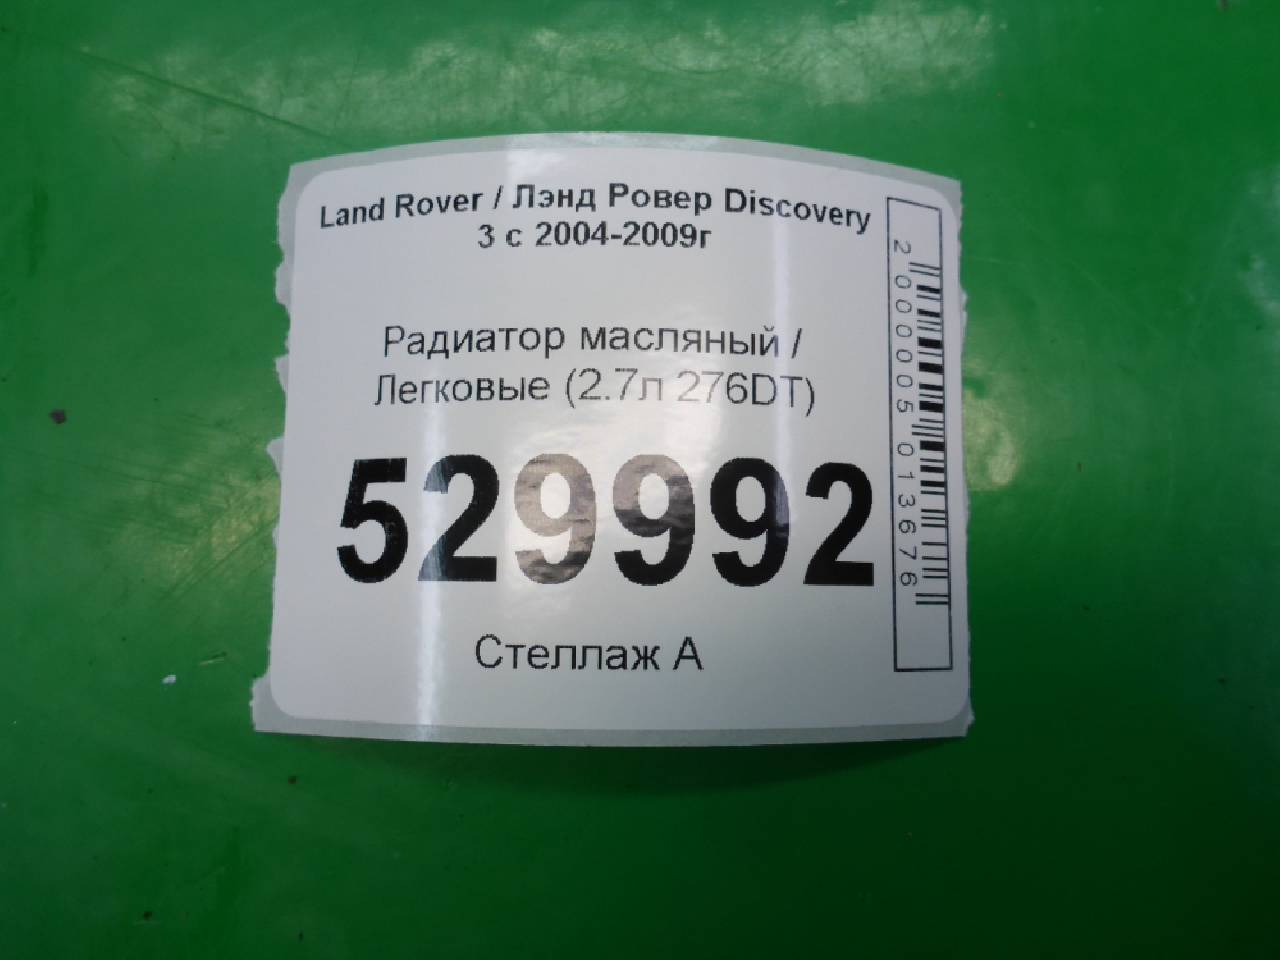 Land Rover / Лэнд Ровер Discovery
3 с 2004-2009г
Радиатор масляный /
Легковые (2.7л 276DT)
529992
Стеллаж А
2000005013676